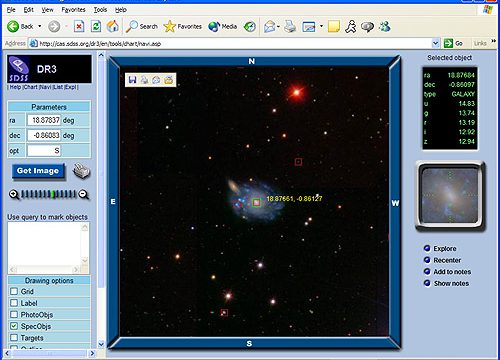 File Edit View Favorites Tools Help
Back Search Favorites Media
Address http://cas.sdss.org/dr3/en/tools/chart/navi.asp Go Links
SDSS DR3
| Help |Chart |Navi |List |Expl |
Parameters
ra 18.87837 deg
dec -0.86083 deg
opt S
Get Image
Use query to mark objects
Drawing options
Grid
Label
PhotoObjs
SpecObjs
Targets
Outline
N
E
W
S
18.87661, -0.86127
Selected object
ra 18.87684
dec -0.86097
type GALAXY
u 14.83
g 13.74
r 13.19
i 12.92
z 12.94
Explore
Recenter
Add to notes
Show notes